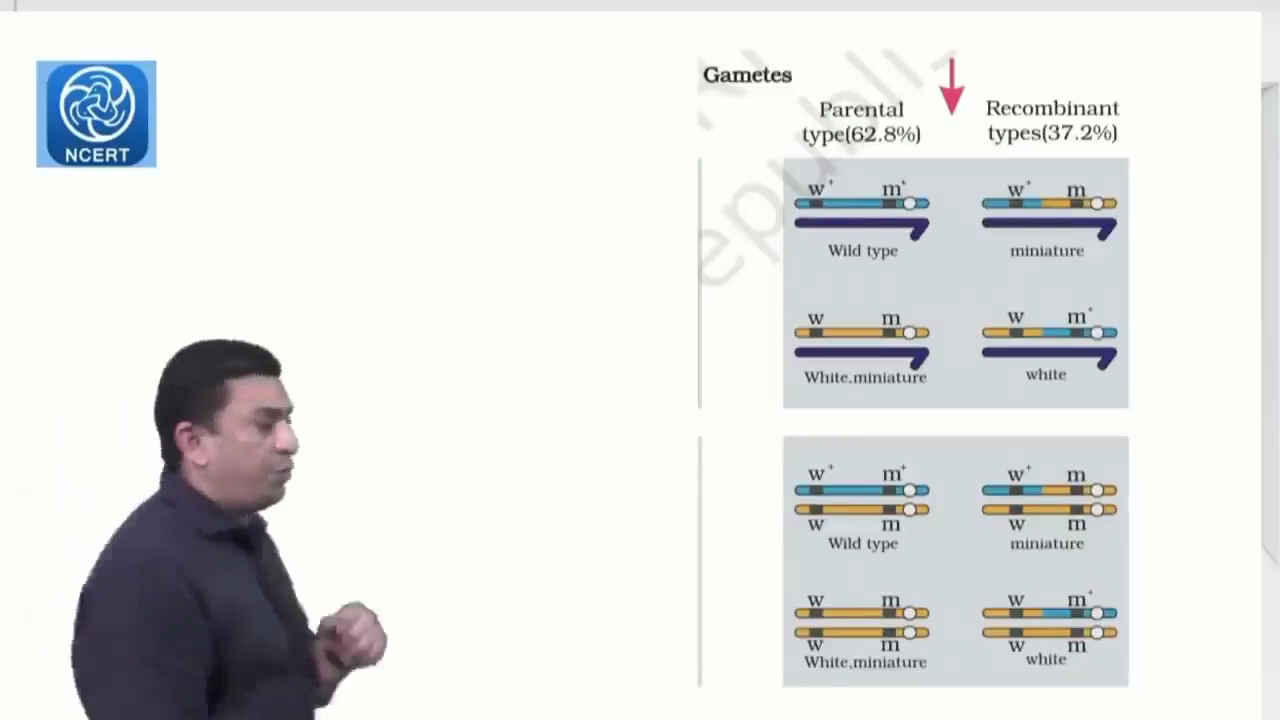 NCERT
Gametes
Parental
type(62.8%)
Recombinant
types(37.2%)
w⁺ m⁺
Wild type
w⁺ m
miniature
w m
White,miniature
w m⁺
white
w⁺ m⁺
w m
Wild type
w⁺ m
w m
miniature
w m
w m
White,miniature
w m⁺
w m
white